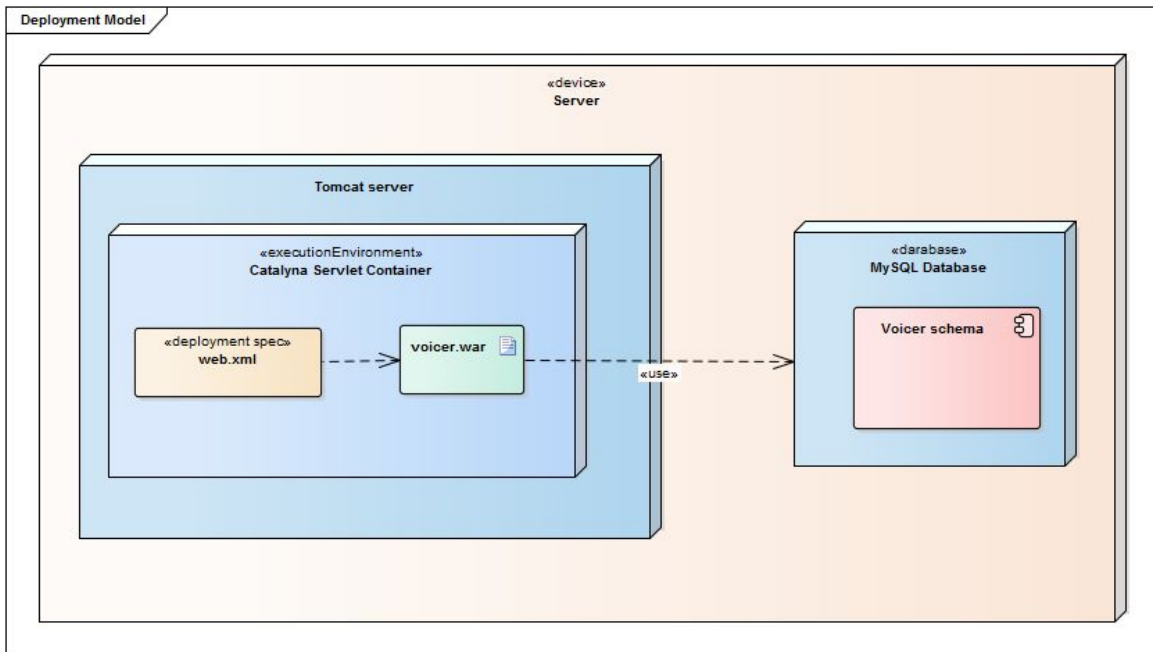 Deployment Model
«device»
Server
Tomcat server
«executionEnvironment»
Catalyna Servlet Container
«deployment spec»
web.xml
voicer.war
«use»
«darabase»
MySQL Database
Voicer schema